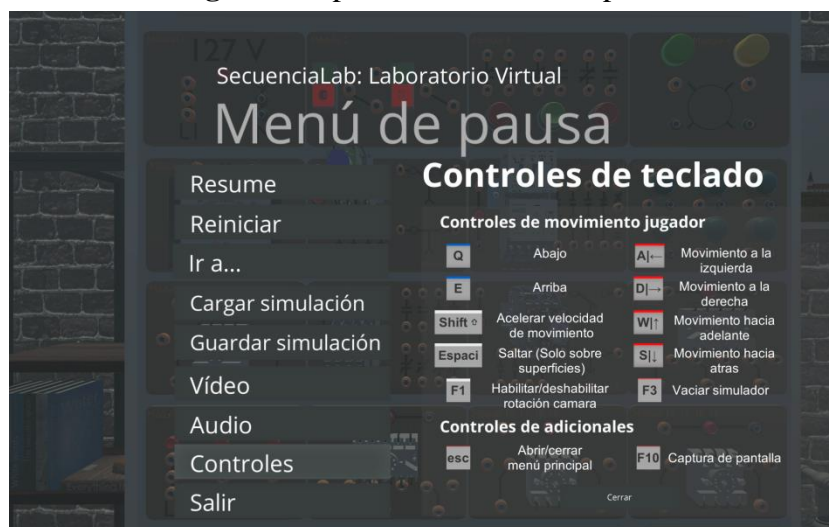 127 V
SecuenciaLab: Laboratorio Virtual
Menú de pausa
Resume
Reiniciar
Ir a...
Cargar simulación
Guardar simulación
Vídeo
Audio
Controles
Salir
Controles de teclado
Controles de movimiento jugador
Q Abajo
A|← Movimiento a la
izquierda
E Arriba
D|→ Movimiento a la
derecha
Shift ⇧ Acelerar velocidad
de movimiento
W|↑ Movimiento hacia
adelante
Espaci Saltar (Solo sobre
superficies)
S|↓ Movimiento hacia
atras
F1 Habilitar/deshabilitar
rotación camara
F3 Vaciar simulador
Controles de adicionales
esc Abrir/cerrar
menú principal
F10 Captura de pantalla
Cerrar